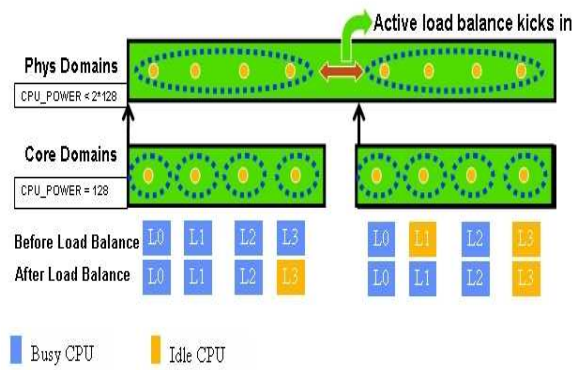 Active load balance kicks in
Phys Domains
CPU_POWER < 2*128
Core Domains
CPU_POWER = 128
Before Load Balance L0 L1 L2 L3 L0 L1 L2 L3
After Load Balance L0 L1 L2 L3 L0 L1 L2 L3
Busy CPU Idle CPU